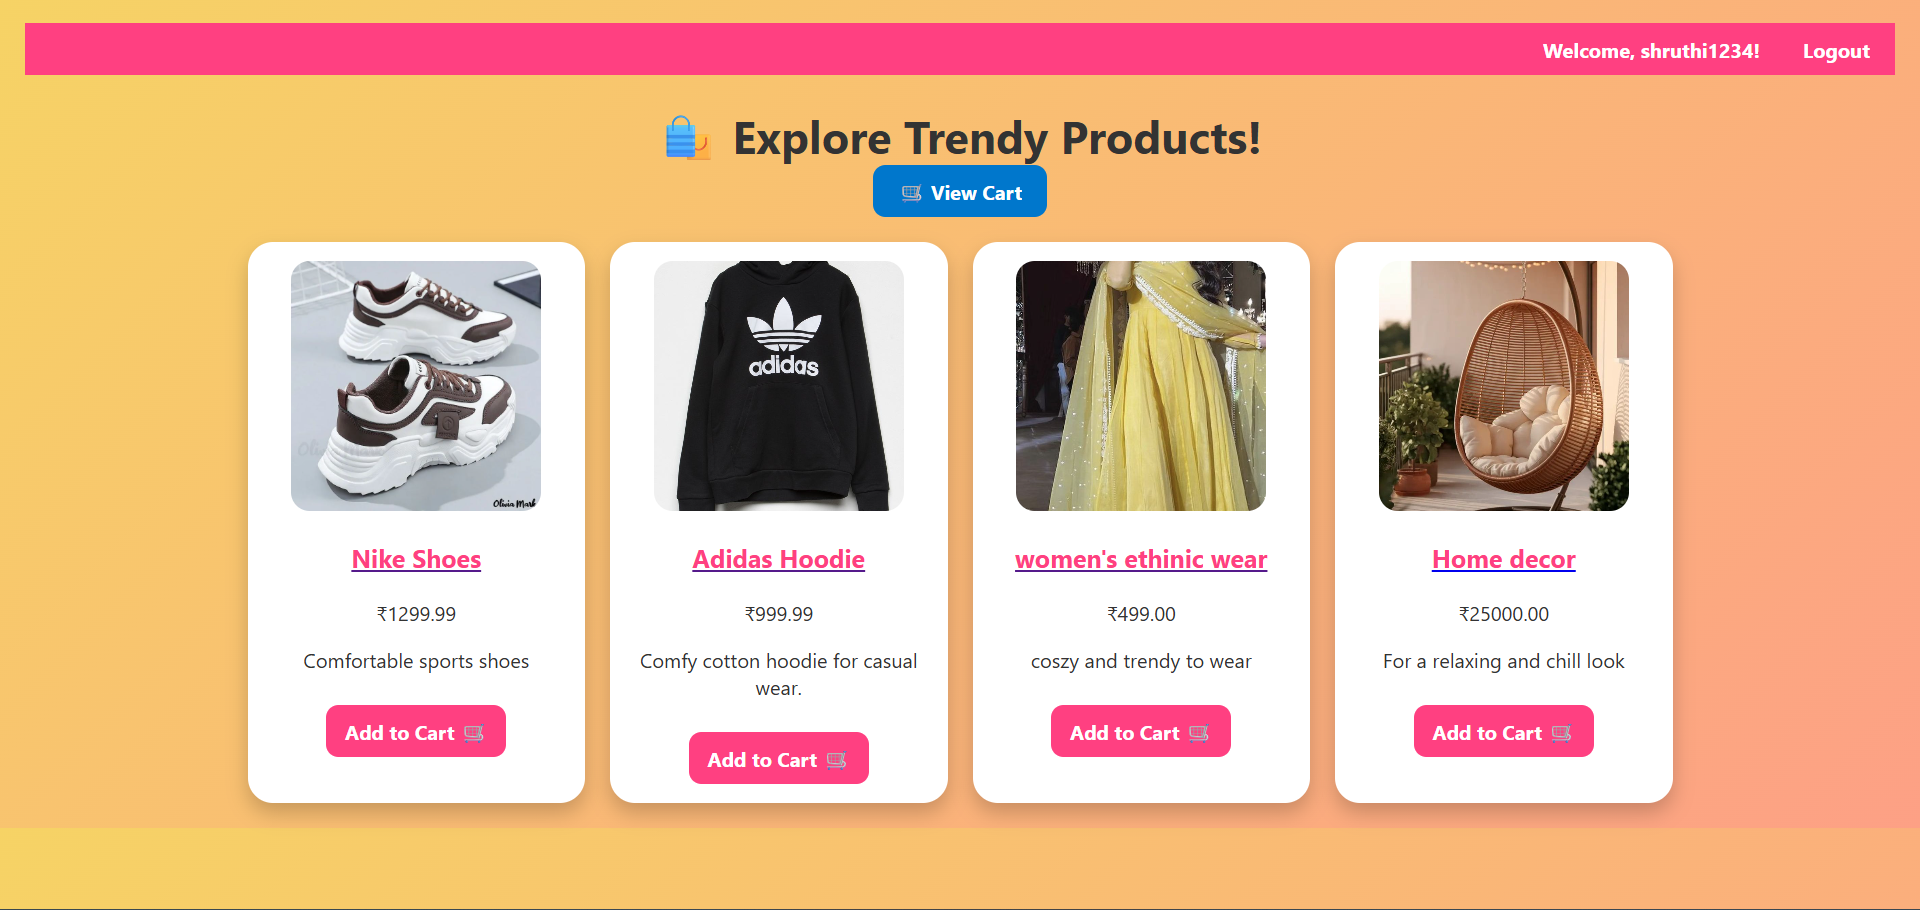 Welcome, shruthi1234! Logout
Explore Trendy Products!
View Cart
adidas
Olivia Mark
Nike Shoes
Adidas Hoodie
women's ethinic wear
Home decor
₹1299.99
₹999.99
₹499.00
₹25000.00
Comfortable sports shoes
Comfy cotton hoodie for casual
wear.
coszy and trendy to wear
For a relaxing and chill look
Add to Cart
Add to Cart
Add to Cart
Add to Cart